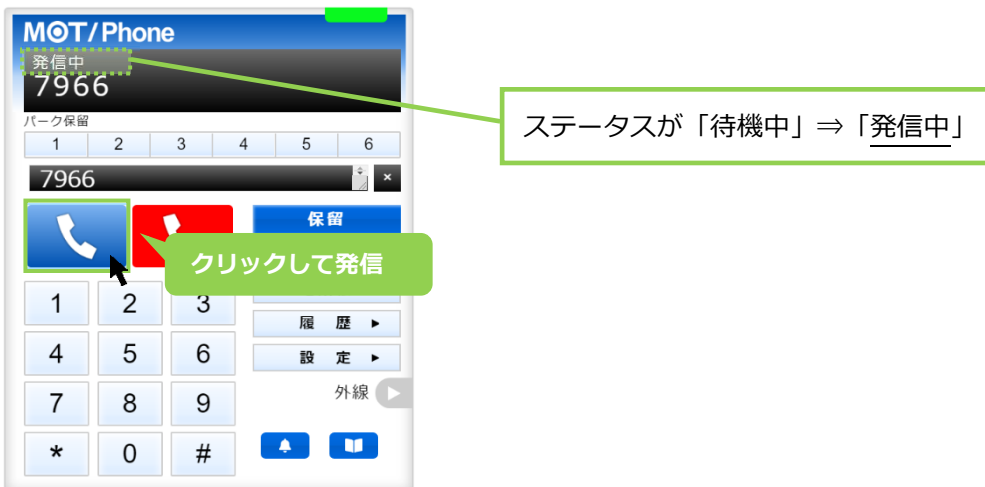 MOT/Phone
発信中
7966
ステータスが「待機中」⇒「発信中」
パーク保留
1 2 3 4 5 6
7966 ×
保留
クリックして発信
1 2 3
履 歴 ▶
4 5 6
設 定 ▶
外線
7 8 9
* 0 #